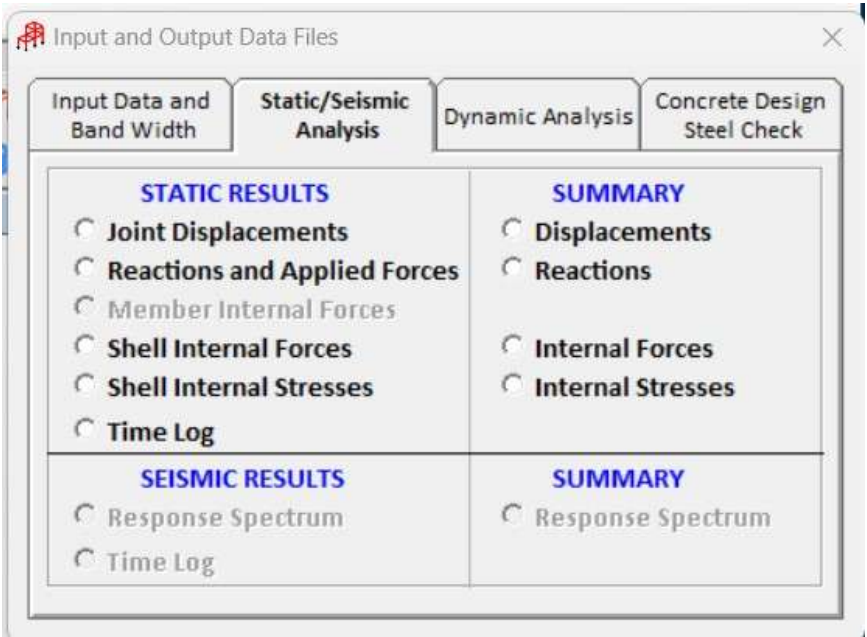 Input and Output Data Files
Input Data and
Band Width
Static/Seismic
Analysis
Dynamic Analysis
Concrete Design
Steel Check
STATIC RESULTS
Joint Displacements
Reactions and Applied Forces
Member Internal Forces
Shell Internal Forces
Shell Internal Stresses
Time Log
SUMMARY
Displacements
Reactions
Internal Forces
Internal Stresses
SEISMIC RESULTS
Response Spectrum
Time Log
SUMMARY
Response Spectrum